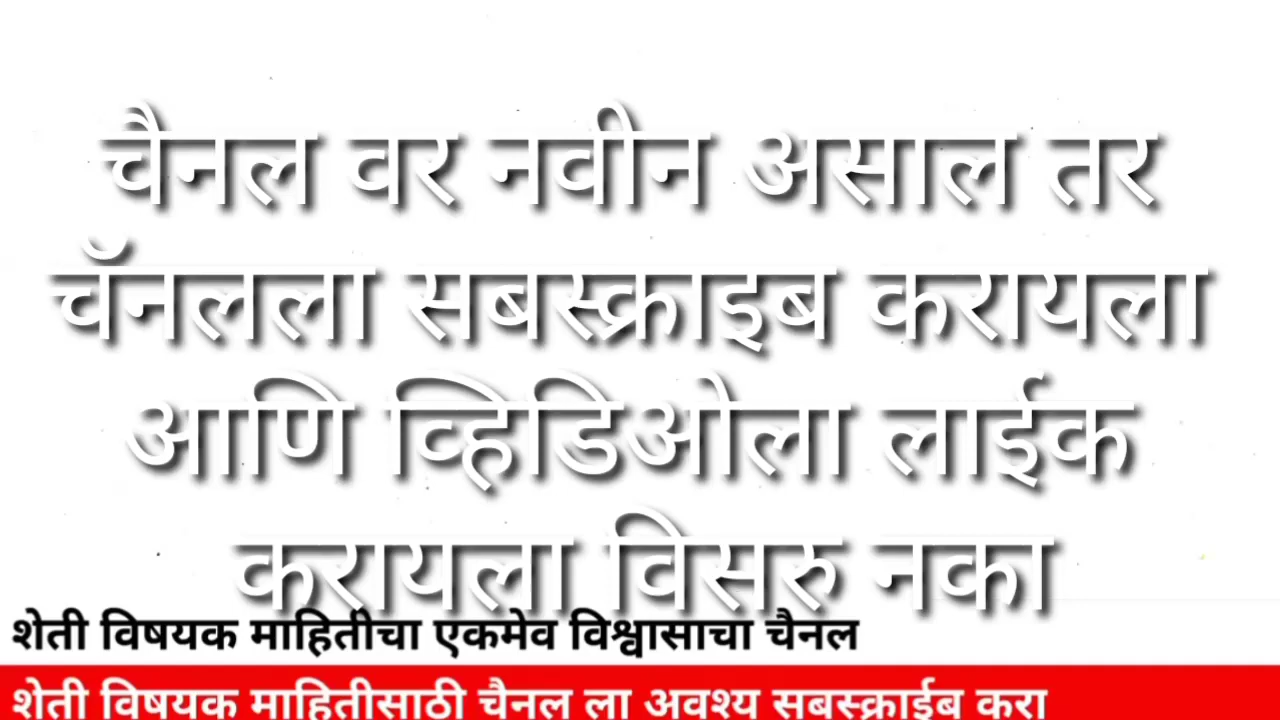 चैनल वर नवीन असाल तर
चॅनलला सबस्क्राइब करायला
आणि व्हिडिओला लाईक
करायला विसरु नका
शेती विषयक माहितीचा एकमेव विश्वासाचा चैनल
शेती विषयक माहितीसाठी चैनल ला अवश्य सबस्क्राईब करा